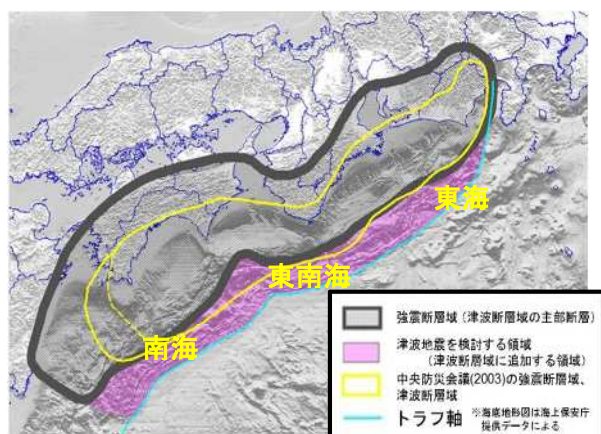 東海
東南海
南海
強震断層域（津波断層域の主部断層）
津波地震を検討する領域
（津波断層域に追加する領域）
中央防災会議(2003)の強震断層域、
津波断層域
トラフ軸 ※海底地形図は海上保安庁
提供データによる